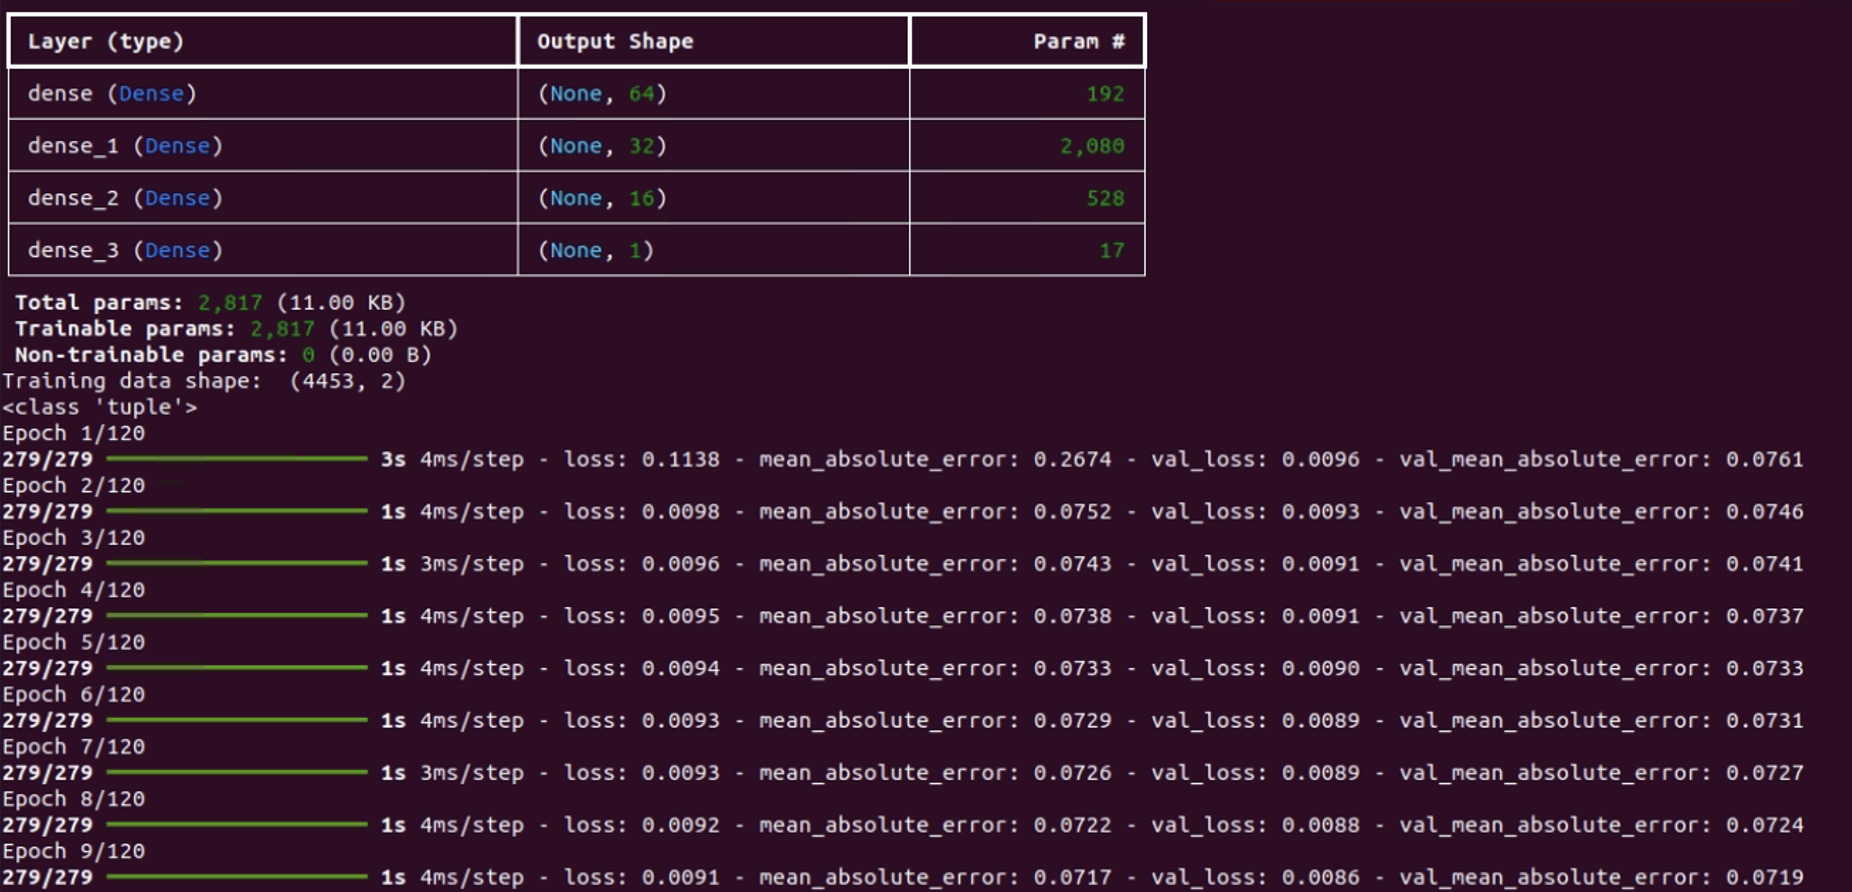 Layer (type) Output Shape Param #
dense (Dense) (None, 64) 192
dense_1 (Dense) (None, 32) 2,080
dense_2 (Dense) (None, 16) 528
dense_3 (Dense) (None, 1) 17
Total params: 2,817 (11.00 KB)
Trainable params: 2,817 (11.00 KB)
Non-trainable params: 0 (0.00 B)
Training data shape:  (4453, 2)
<class 'tuple'>
Epoch 1/120
279/279 3s 4ms/step - loss: 0.1138 - mean_absolute_error: 0.2674 - val_loss: 0.0096 - val_mean_absolute_error: 0.0761
Epoch 2/120
279/279 1s 4ms/step - loss: 0.0098 - mean_absolute_error: 0.0752 - val_loss: 0.0093 - val_mean_absolute_error: 0.0746
Epoch 3/120
279/279 1s 3ms/step - loss: 0.0096 - mean_absolute_error: 0.0743 - val_loss: 0.0091 - val_mean_absolute_error: 0.0741
Epoch 4/120
279/279 1s 4ms/step - loss: 0.0095 - mean_absolute_error: 0.0738 - val_loss: 0.0091 - val_mean_absolute_error: 0.0737
Epoch 5/120
279/279 1s 4ms/step - loss: 0.0094 - mean_absolute_error: 0.0733 - val_loss: 0.0090 - val_mean_absolute_error: 0.0733
Epoch 6/120
279/279 1s 4ms/step - loss: 0.0093 - mean_absolute_error: 0.0729 - val_loss: 0.0089 - val_mean_absolute_error: 0.0731
Epoch 7/120
279/279 1s 3ms/step - loss: 0.0093 - mean_absolute_error: 0.0726 - val_loss: 0.0089 - val_mean_absolute_error: 0.0727
Epoch 8/120
279/279 1s 4ms/step - loss: 0.0092 - mean_absolute_error: 0.0722 - val_loss: 0.0088 - val_mean_absolute_error: 0.0724
Epoch 9/120
279/279 1s 4ms/step - loss: 0.0091 - mean_absolute_error: 0.0717 - val_loss: 0.0086 - val_mean_absolute_error: 0.0719